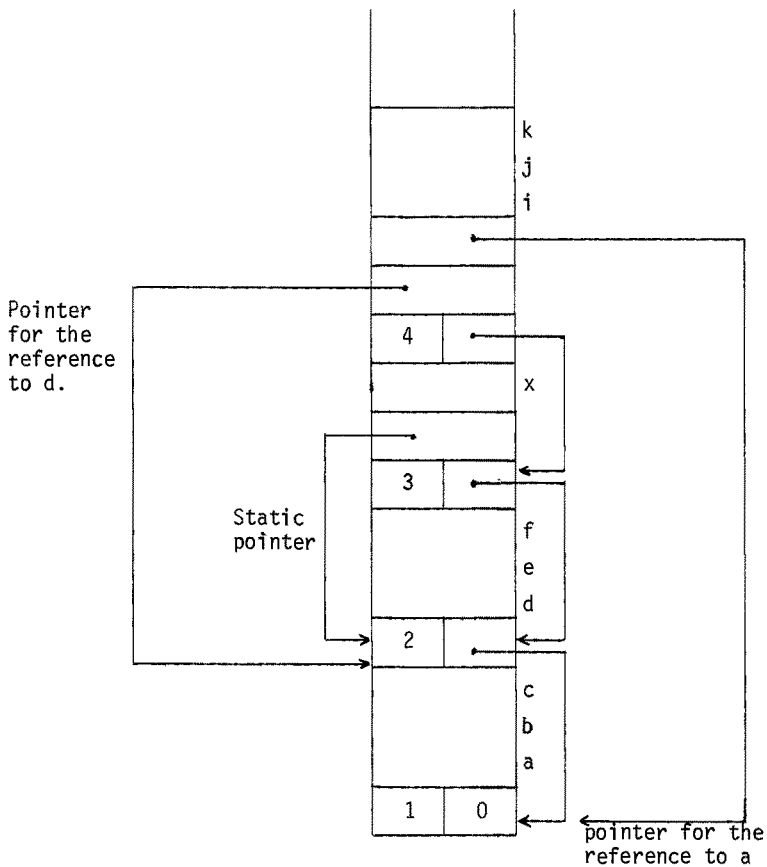 k
j
i
Pointer
for the
reference
to d.
4
x
3
Static
pointer
f
e
d
2
c
b
a
1 0
pointer for the
reference to a